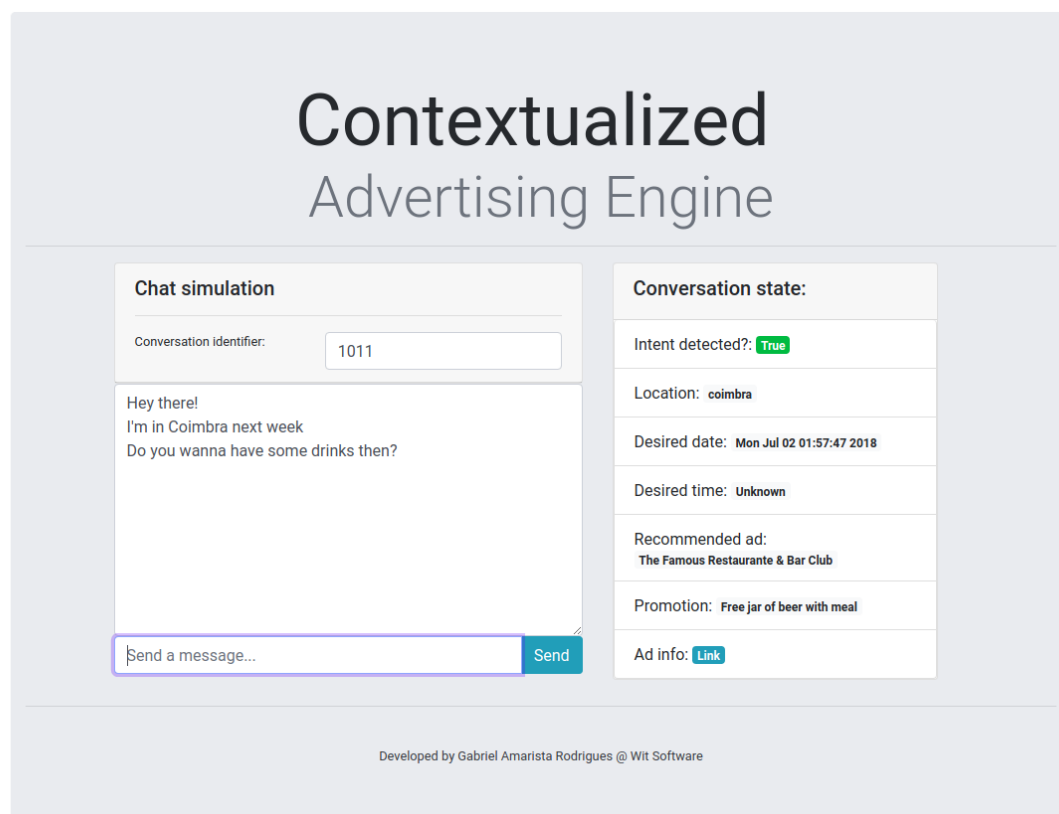 Contextualized
Advertising Engine
Chat simulation
Conversation identifier:
1011
Hey there!
I'm in Coimbra next week
Do you wanna have some drinks then?
Send a message...
Send
Conversation state:
Intent detected?: True
Location: coimbra
Desired date: Mon Jul 02 01:57:47 2018
Desired time: Unknown
Recommended ad:
The Famous Restaurante & Bar Club
Promotion: Free jar of beer with meal
Ad info: Link
Developed by Gabriel Amarista Rodrigues @ Wit Software